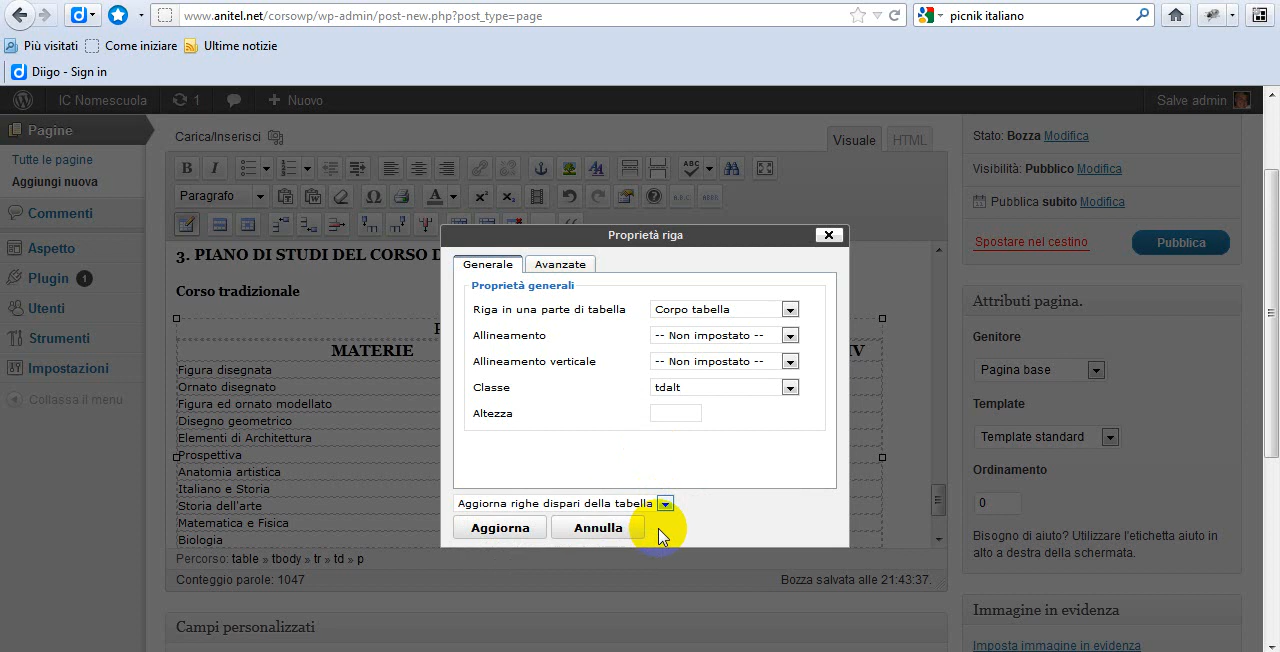 www.anitel.net/corsowp/wp-admin/post-new.php?post_type=page
picnik italiano
Più visitati
Come iniziare
Ultime notizie
Diigo - Sign in
IC Nomescuola
1
Nuovo
Salve admin
Pagine
Tutte le pagine
Aggiungi nuova
Commenti
Aspetto
Plugin 1
Utenti
Strumenti
Impostazioni
Collassa il menu
Carica/Inserisci
Visuale
HTML
B I
ABC
Paragrafo
A
3. PIANO DI STUDI DEL CORSO D
Corso tradizionale
MATERIE
IV
Figura disegnata
Ornato disegnato
Figura ed ornato modellato
Disegno geometrico
Elementi di Architettura
Prospettiva
Anatomia artistica
Italiano e Storia
Storia dell'arte
Matematica e Fisica
Biologia
Percorso: table » tbody » tr » td » p
Conteggio parole: 1047
Bozza salvata alle 21:43:37.
Campi personalizzati
Proprietà riga
Generale
Avanzate
Proprietà generali
Riga in una parte di tabella
Corpo tabella
Allineamento
-- Non impostato --
Allineamento verticale
-- Non impostato --
Classe
tdalt
Altezza
Aggiorna righe dispari della tabella
Aggiorna
Annulla
Stato: Bozza Modifica
Visibilità: Pubblico Modifica
Pubblica subito Modifica
Spostare nel cestino
Pubblica
Attributi pagina.
Genitore
Pagina base
Template
Template standard
Ordinamento
0
Bisogno di aiuto? Utilizzare l'etichetta aiuto in
alto a destra della schermata.
Immagine in evidenza
Imposta immagine in evidenza